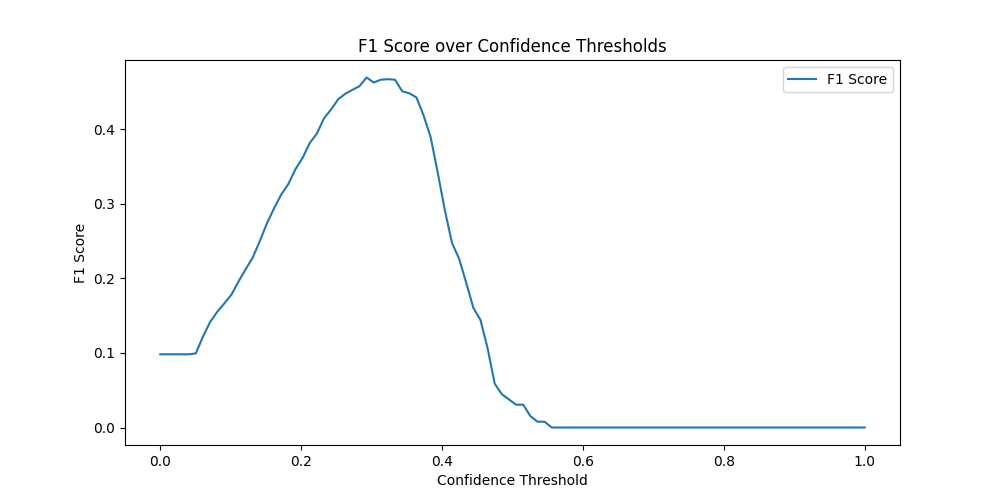 F1 Score over Confidence Thresholds
F1 Score
0.4
0.3
0.2
0.1
0.0
F1 Score
0.0 0.2 0.4 0.6 0.8 1.0
Confidence Threshold